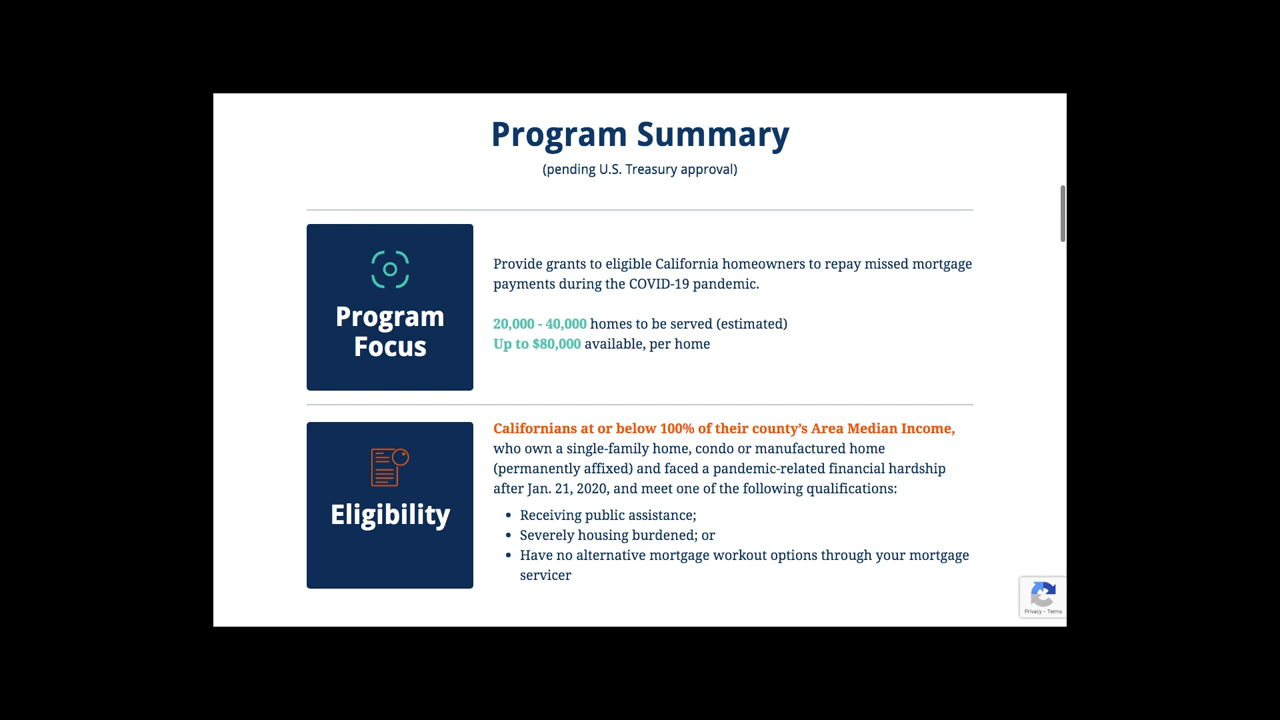 Program Summary
(pending U.S. Treasury approval)
Program
Focus
Provide grants to eligible California homeowners to repay missed mortgage
payments during the COVID-19 pandemic.
20,000 - 40,000 homes to be served (estimated)
Up to $80,000 available, per home
Eligibility
Californians at or below 100% of their county’s Area Median Income,
who own a single-family home, condo or manufactured home
(permanently affixed) and faced a pandemic-related financial hardship
after Jan. 21, 2020, and meet one of the following qualifications:
• Receiving public assistance;
• Severely housing burdened; or
• Have no alternative mortgage workout options through your mortgage
servicer
Privacy - Terms